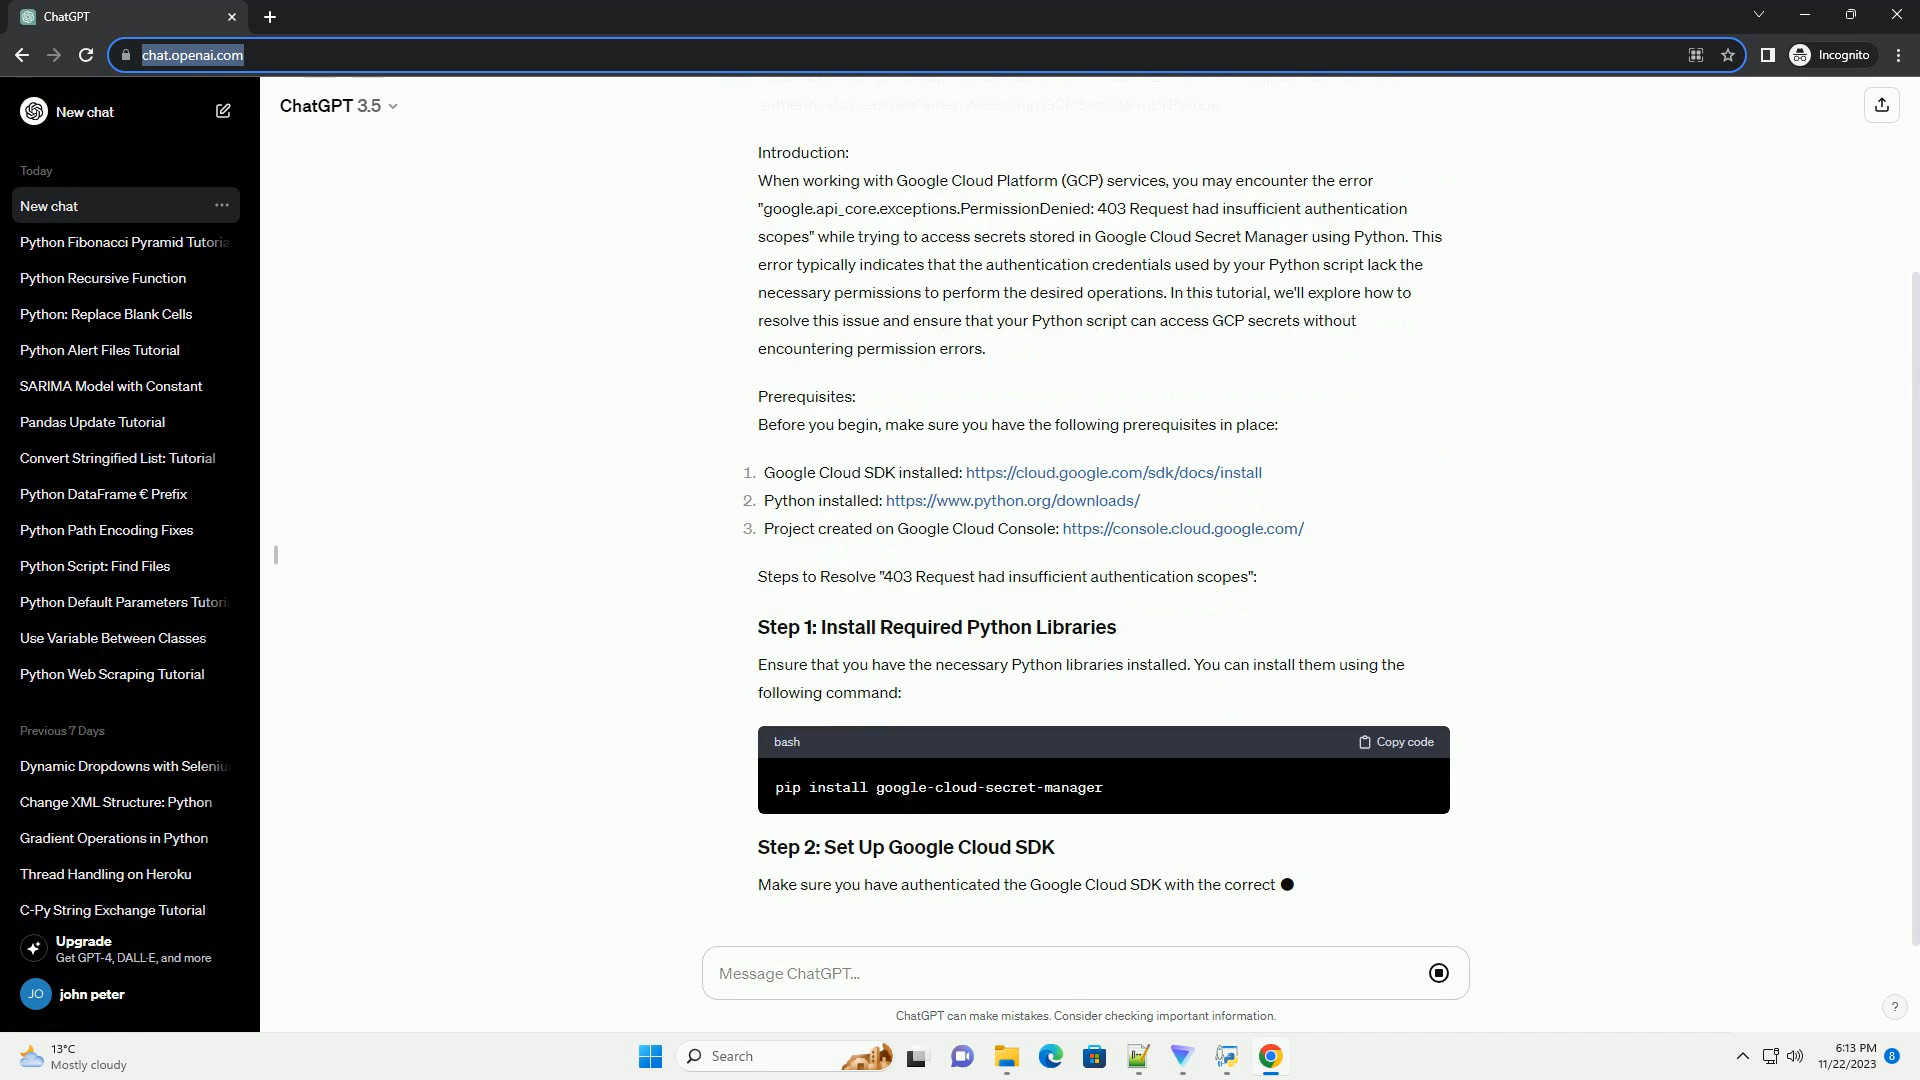 ChatGPT
chat.openai.com
Incognito
New chat
Today
New chat
Python Fibonacci Pyramid Tutoria
Python Recursive Function
Python: Replace Blank Cells
Python Alert Files Tutorial
SARIMA Model with Constant
Pandas Update Tutorial
Convert Stringified List: Tutorial
Python DataFrame € Prefix
Python Path Encoding Fixes
Python Script: Find Files
Python Default Parameters Tutori
Use Variable Between Classes
Python Web Scraping Tutorial
Previous 7 Days
Dynamic Dropdowns with Seleniu
Change XML Structure: Python
Gradient Operations in Python
Thread Handling on Heroku
C-Py String Exchange Tutorial
Upgrade
Get GPT-4, DALL·E, and more
JO john peter
ChatGPT 3.5
Introduction:
When working with Google Cloud Platform (GCP) services, you may encounter the error
"google.api_core.exceptions.PermissionDenied: 403 Request had insufficient authentication
scopes" while trying to access secrets stored in Google Cloud Secret Manager using Python. This
error typically indicates that the authentication credentials used by your Python script lack the
necessary permissions to perform the desired operations. In this tutorial, we'll explore how to
resolve this issue and ensure that your Python script can access GCP secrets without
encountering permission errors.
Prerequisites:
Before you begin, make sure you have the following prerequisites in place:
1. Google Cloud SDK installed: https://cloud.google.com/sdk/docs/install
2. Python installed: https://www.python.org/downloads/
3. Project created on Google Cloud Console: https://console.cloud.google.com/
Steps to Resolve "403 Request had insufficient authentication scopes":
Step 1: Install Required Python Libraries
Ensure that you have the necessary Python libraries installed. You can install them using the
following command:
bash Copy code
pip install google-cloud-secret-manager
Step 2: Set Up Google Cloud SDK
Make sure you have authenticated the Google Cloud SDK with the correct
Message ChatGPT…
ChatGPT can make mistakes. Consider checking important information.
?
13°C
Mostly cloudy
Search
6:13 PM
11/22/2023
8